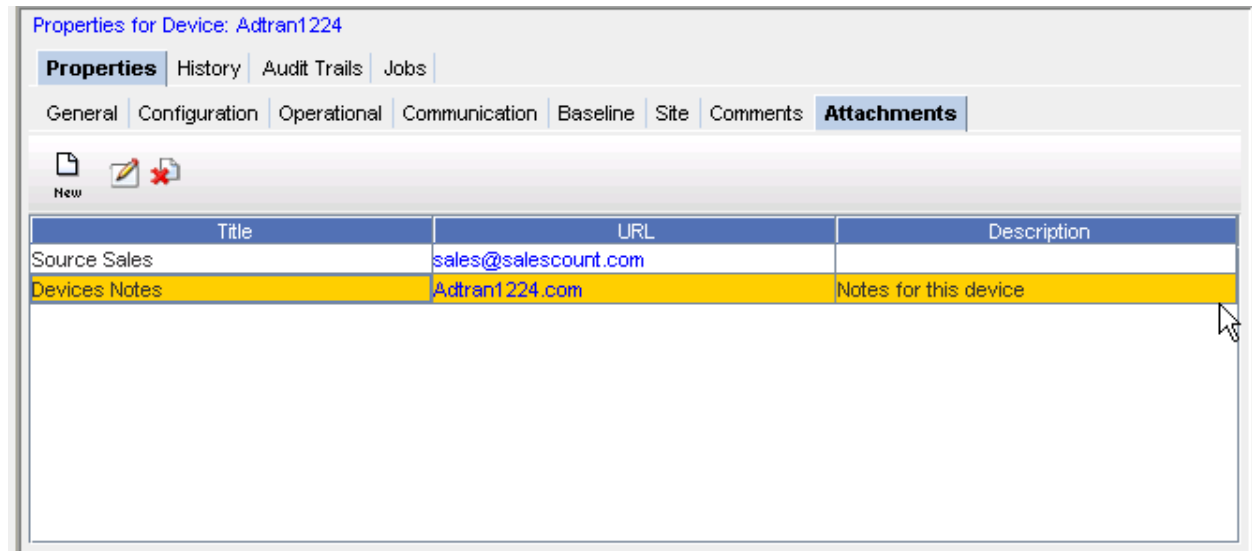 Properties for Device: Adtran1224
Properties History Audit Trails Jobs
General Configuration Operational Communication Baseline Site Comments Attachments
New
Title URL Description
Source Sales sales@salescount.com
Devices Notes Adtran1224.com Notes for this device